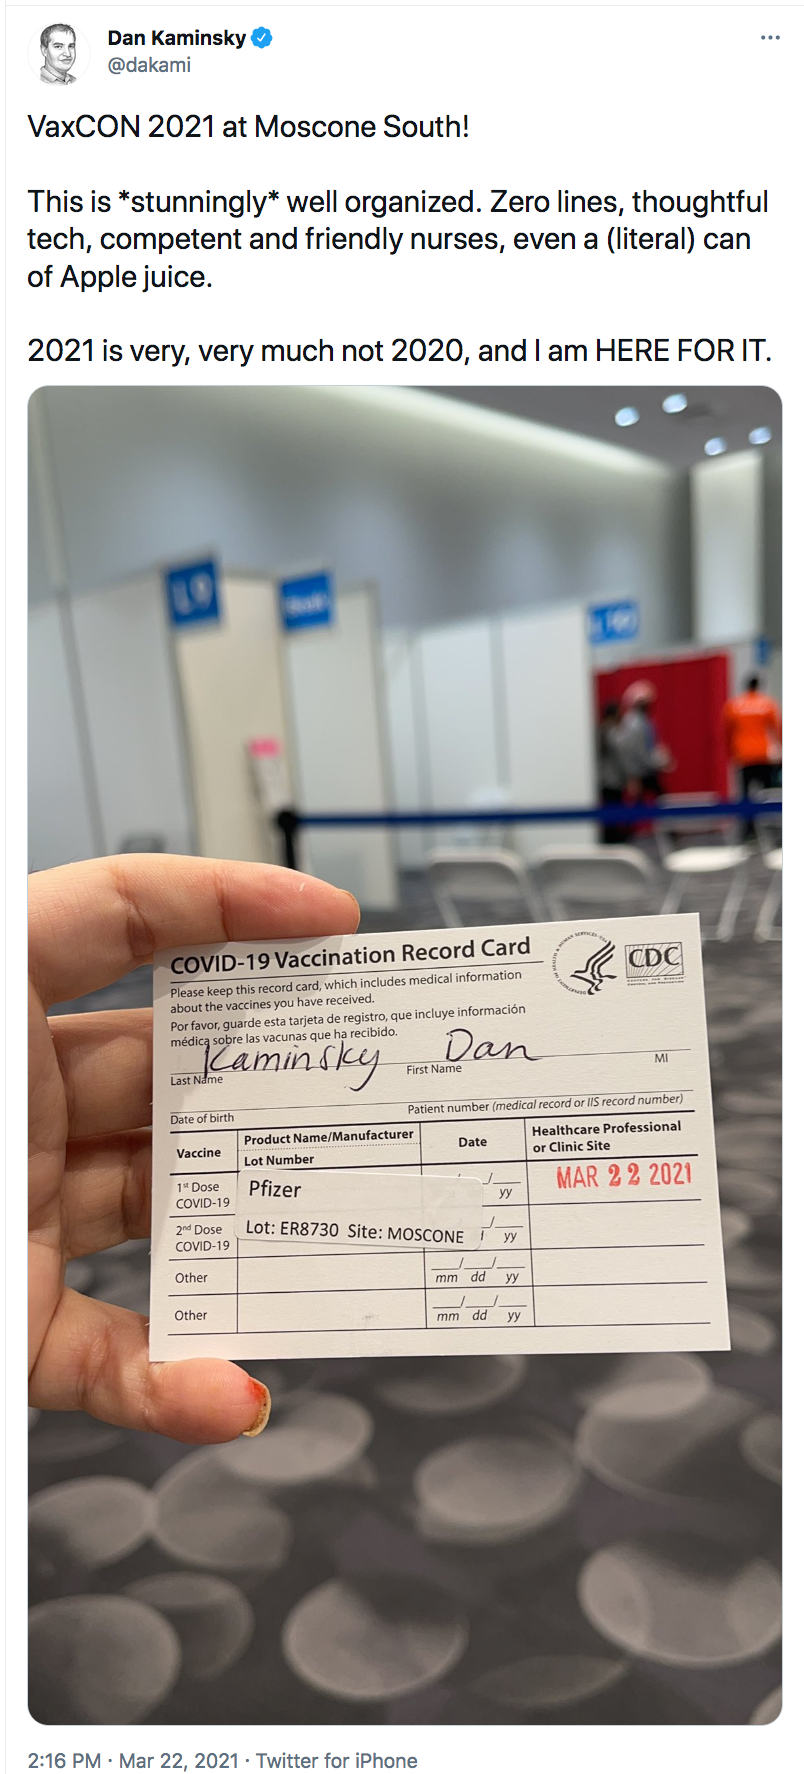 Dan Kaminsky
@dakami
VaxCON 2021 at Moscone South!
This is *stunningly* well organized. Zero lines, thoughtful
tech, competent and friendly nurses, even a (literal) can
of Apple juice.
2021 is very, very much not 2020, and I am HERE FOR IT.
L9
COVID-19 Vaccination Record Card
CDC
Please keep this record card, which includes medical information
about the vaccines you have received.
Por favor, guarde esta tarjeta de registro, que incluye información
médica sobre las vacunas que ha recibido.
Kaminsky Dan
Last Name First Name MI
Date of birth Patient number (medical record or IIS record number)
Vaccine Product Name/Manufacturer Date Healthcare Professional
Lot Number or Clinic Site
1st Dose Pfizer / yy MAR 22 2021
COVID-19
2nd Dose Lot: ER8730 Site: MOSCONE / yy
COVID-19
Other __/__/__
mm dd yy
Other __/__/__
mm dd yy
2:16 PM · Mar 22, 2021 · Twitter for iPhone